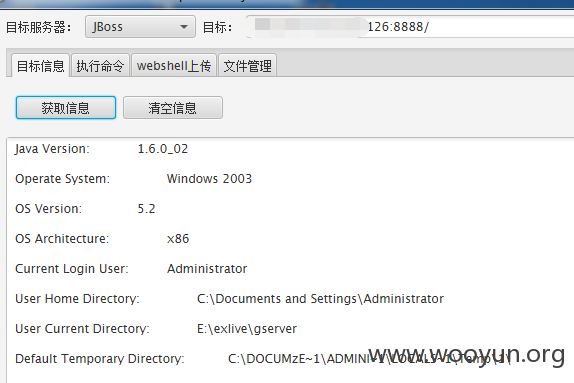 目标服务器: JBoss 目标: 126:8888/
目标信息 执行命令 webshell上传 文件管理
获取信息 清空信息
Java Version: 1.6.0_02
Operate System: Windows 2003
OS Version: 5.2
OS Architecture: x86
Current Login User: Administrator
User Home Directory: C:\Documents and Settings\Administrator
User Current Directory: E:\exlive\gserver
Default Temporary Directory: C:\DOCUMzE~1\ADMINI~1\LOCALS~1\Temp\1\
www.wooyun.org